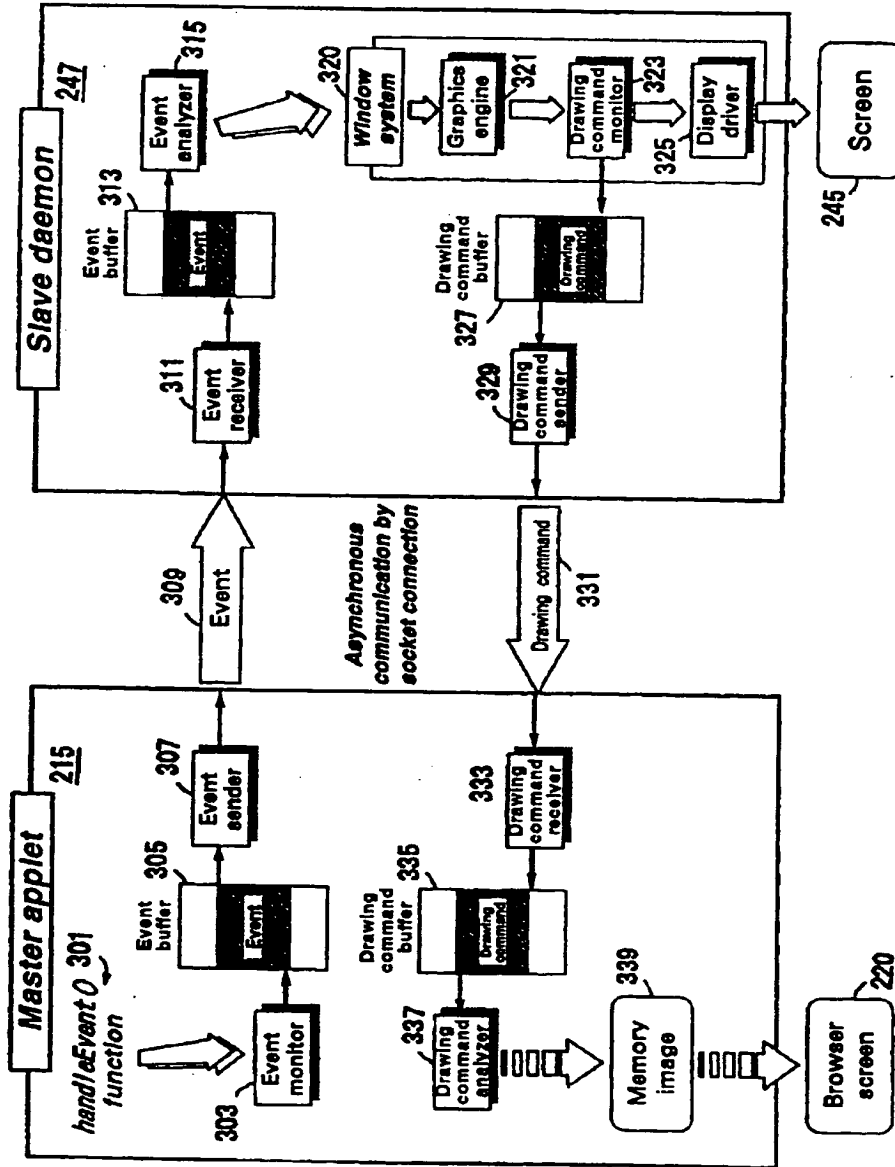 Master applet
215
handleEvent ()
function
301
Event
monitor
303
Event
buffer
305
Event
Event
sender
307
309
Event
Asynchronous
communication by
socket connection
Drawing command
331
Drawing
command
receiver
333
Drawing
command
buffer
335
Drawing
command
Drawing
command
analyzer
337
Memory
image
339
Browser
screen
220
Slave daemon
247
Event
receiver
311
Event
buffer
313
Event
Event
analyzer
315
Window
system
320
Graphics
engine
321
Drawing
command
monitor
323
Display
driver
325
Drawing
command
buffer
327
Drawing
command
Drawing
command
sender
329
Screen
245